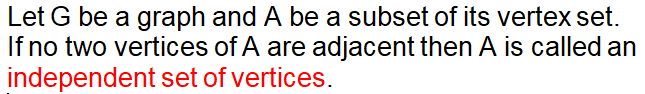 Let G be a graph and A be a subset of its vertex set.
If no two vertices of A are adjacent then A is called an
independent set of vertices.